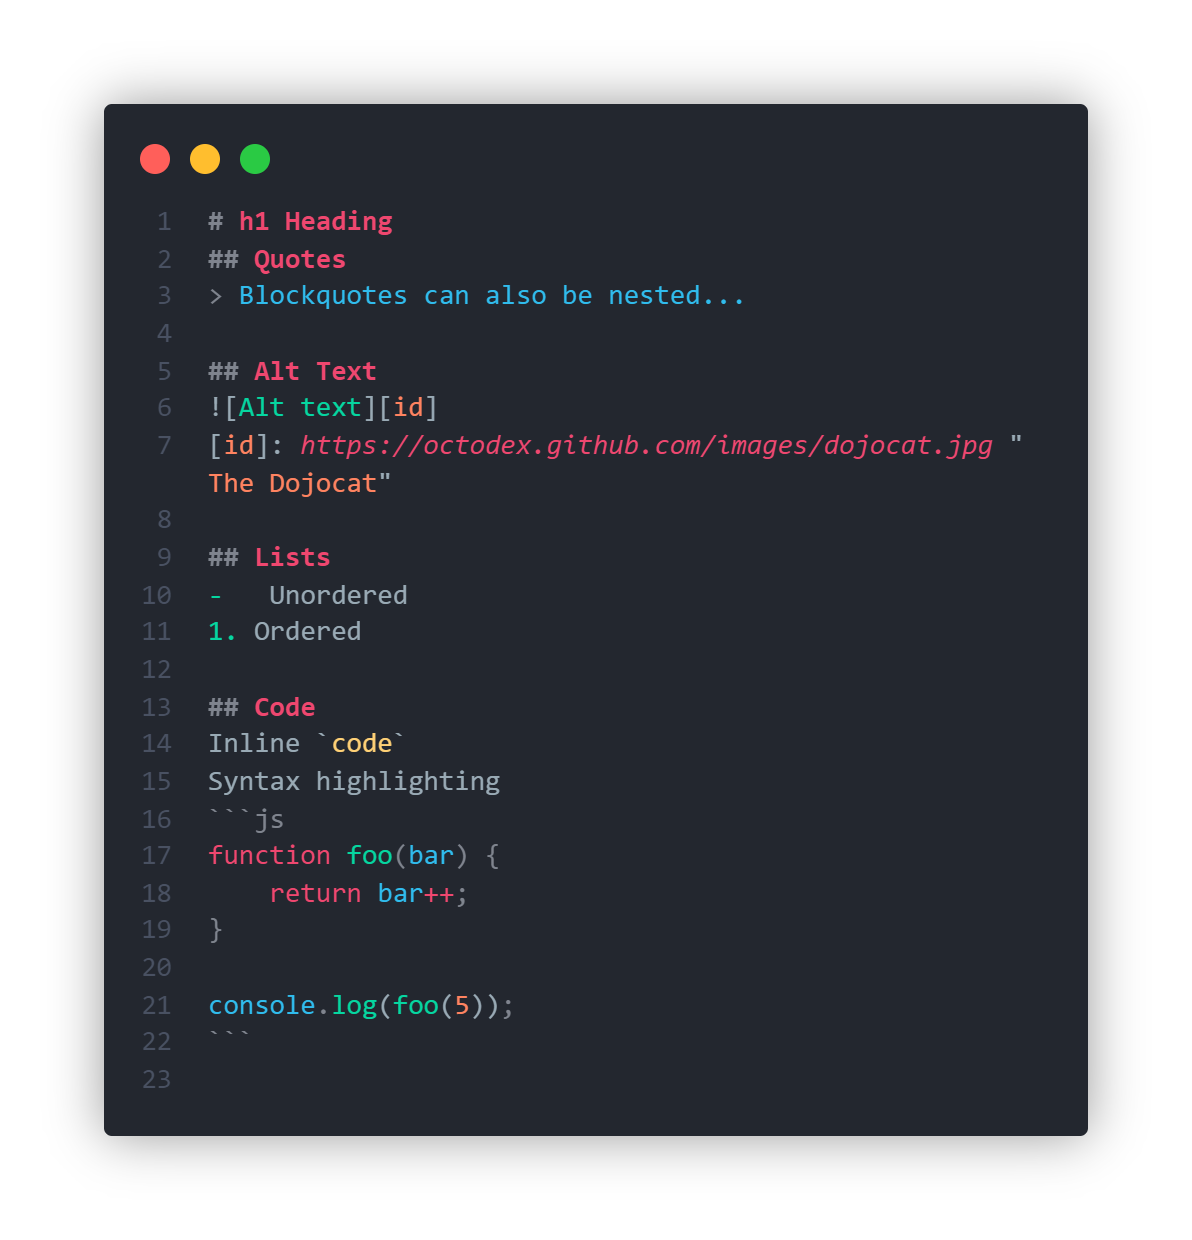 1 # h1 Heading
2 ## Quotes
3 > Blockquotes can also be nested...
4
5 ## Alt Text
6 ![Alt text][id]
7 [id]: https://octodex.github.com/images/dojocat.jpg "
The Dojocat"
8
9 ## Lists
10 -   Unordered
11 1. Ordered
12
13 ## Code
14 Inline `code`
15 Syntax highlighting
16 ```js
17 function foo(bar) {
18     return bar++;
19 }
20
21 console.log(foo(5));
22 ```
23